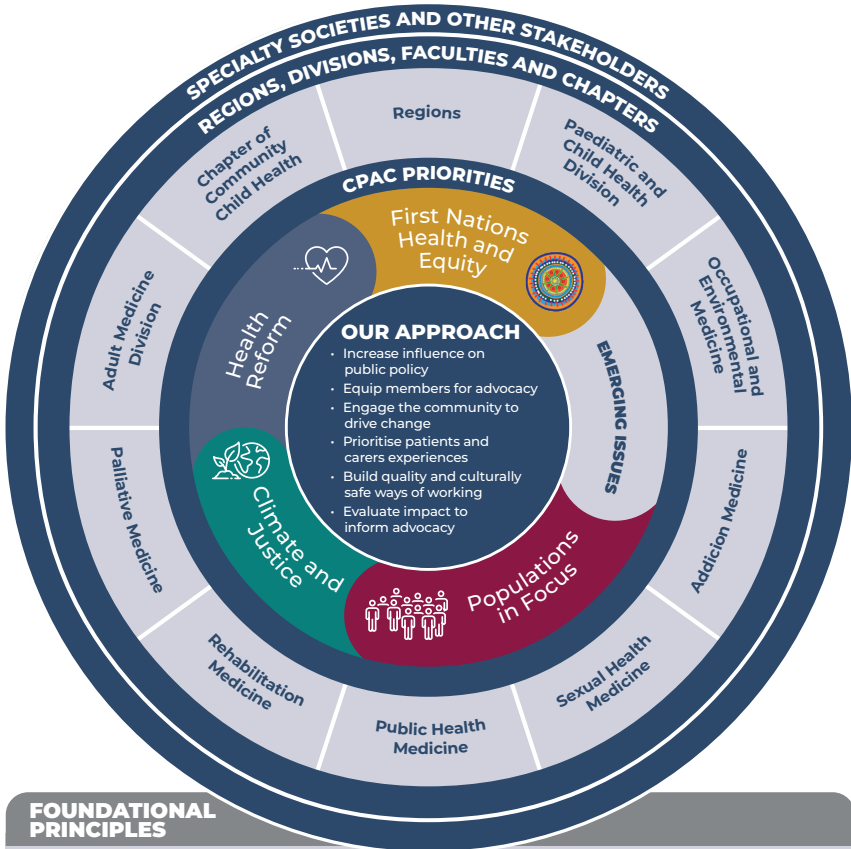 SPECIALTY SOCIETIES AND OTHER STAKEHOLDERS
REGIONS, DIVISIONS, FACULTIES AND CHAPTERS
Regions
Paediatric and
Child Health
Division
Occupational and
Environmental
Medicine
Addicion Medicine
Sexual Health
Medicine
Public Health
Medicine
Rehabilitation
Medicine
Palliative Medicine
Adult Medicine
Division
Chapter of
Community
Child Health
CPAC PRIORITIES
First Nations
Health and
Equity
EMERGING ISSUES
Populations
in Focus
Climate and
Justice
Health
Reform
OUR APPROACH
· Increase influence on
public policy
· Equip members for advocacy
· Engage the community to
drive change
· Prioritise patients and
carers experiences
· Build quality and culturally
safe ways of working
· Evaluate impact to
inform advocacy
FOUNDATIONAL
PRINCIPLES